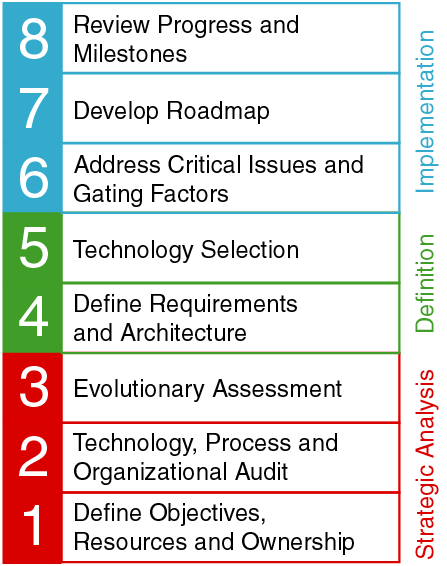 8
Review Progress and
Milestones
7
Develop Roadmap
6
Address Critical Issues and
Gating Factors
Implementation
5
Technology Selection
4
Define Requirements
and Architecture
Definition
3
Evolutionary Assessment
2
Technology, Process and
Organizational Audit
1
Define Objectives,
Resources and Ownership
Strategic Analysis